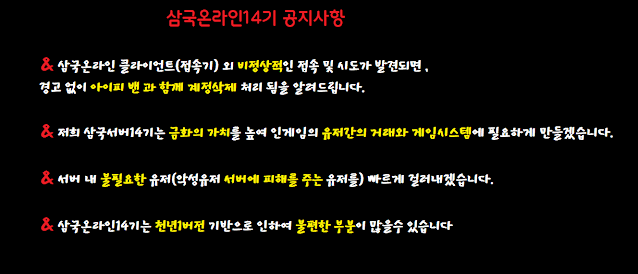 삼국온라인14기 공지사항
& 삼국온라인 클라이언트(접속기) 외 비정상적인 접속 및 시도가 발견되면 ,
경고 없이 아이피 밴 과 함께 계정삭제 처리 됨을 알려드립니다.
& 저희 삼국서버14기는 금화의 가치를 높여 인게임의 유저간의 거래와 게임시스템에 필요하게 만들겠습니다.
& 서버 내 불필요한 유저(악성유저 서버에 피해를 주는 유저를) 빠르게 걸러내겠습니다.
& 삼국온라인14기는 천년1버전 기반으로 인하여 불편한 부분이 많을수 있습니다